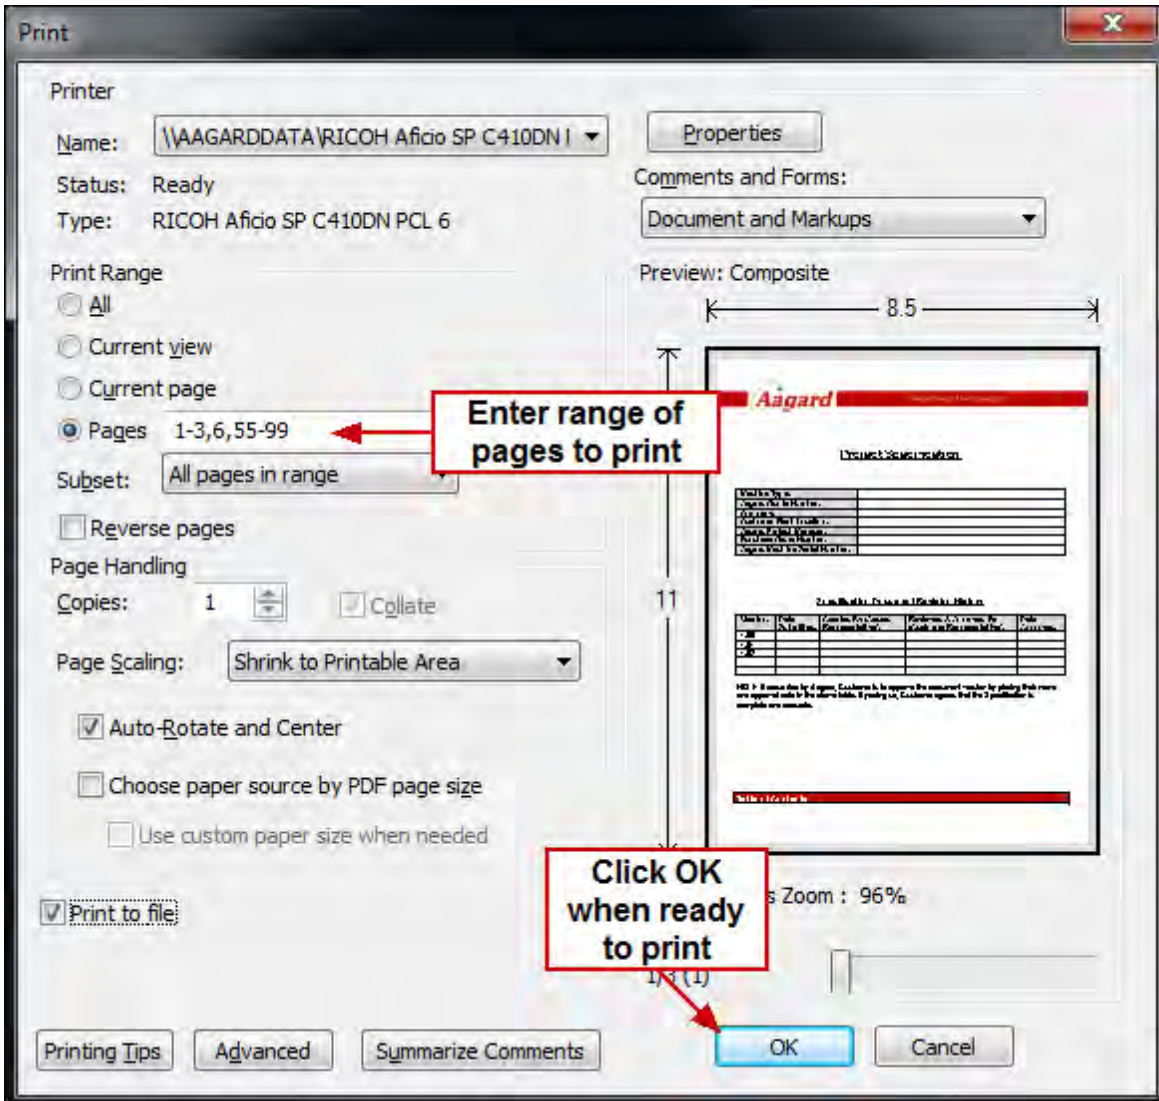 Print
Printer
Name: \\AAGARDDATA\RICOH Aficio SP C410DN
Properties
Status: Ready
Comments and Forms:
Type: RICOH Aficio SP C410DN PCL 6
Document and Markups
Print Range
Preview: Composite
All
8.5
Current view
Current page
Aagard
Enter range of
pages to print
Pages 1-3,6,55-99
Subset: All pages in range
Reverse pages
Page Handling
Copies: 1 Collate
11
Page Scaling: Shrink to Printable Area
Auto-Rotate and Center
Choose paper source by PDF page size
Use custom paper size when needed
Click OK
when ready
to print
Zoom : 96%
Print to file
(1)
Printing Tips
Advanced
Summarize Comments
OK
Cancel